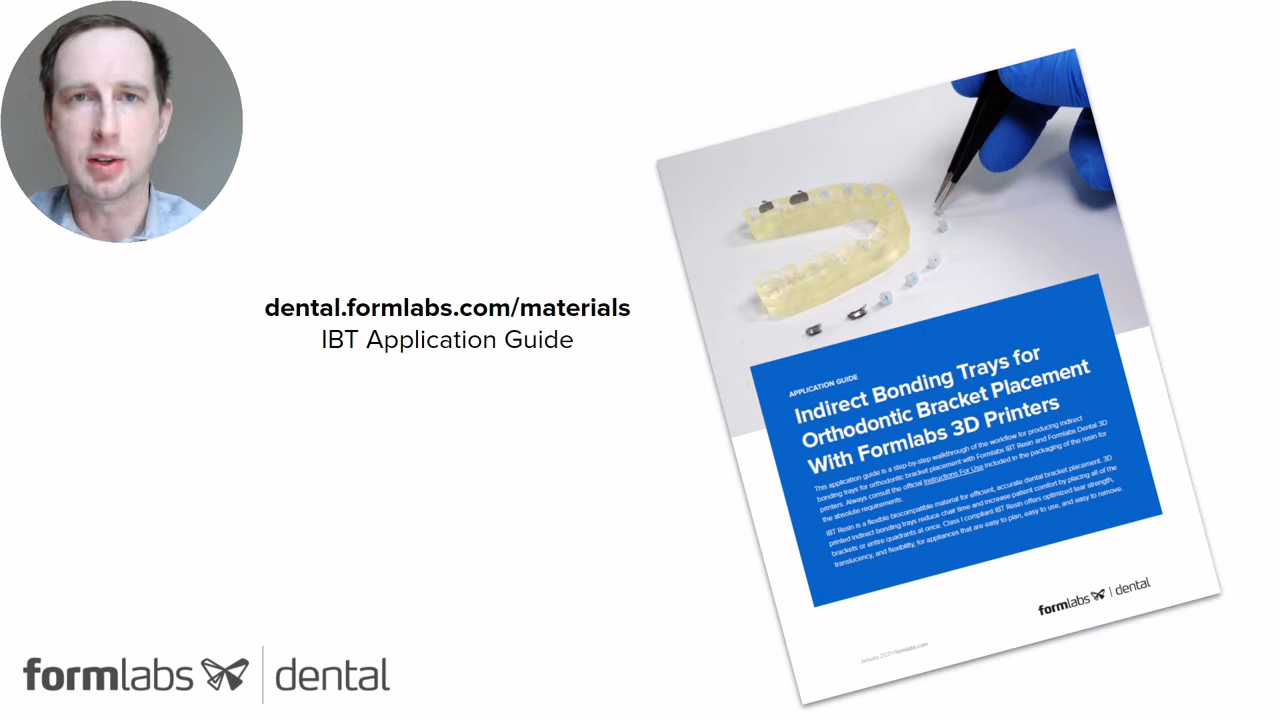 dental.formlabs.com/materials
IBT Application Guide
APPLICATION GUIDE
Indirect Bonding Trays for
Orthodontic Bracket Placement
With Formlabs 3D Printers
This application guide is a step-by-step walkthrough of the workflow for producing indirect
bonding trays for orthodontic bracket placement with Formlabs IBT Resin and Formlabs Dental 3D
printers. Always consult the official Instructions For Use included in the packaging of the resin for
the absolute requirements.
IBT Resin is a flexible biocompatible material for efficient, accurate dental bracket placement. 3D
printed indirect bonding trays reduce chair time and increase patient comfort by placing all of the
brackets or entire quadrants at once. Class I compliant IBT Resin offers optimized tear strength,
translucency, and flexibility, for appliances that are easy to plan, easy to use, and easy to remove.
formlabs | dental
January 2021 | formlabs.com
formlabs | dental